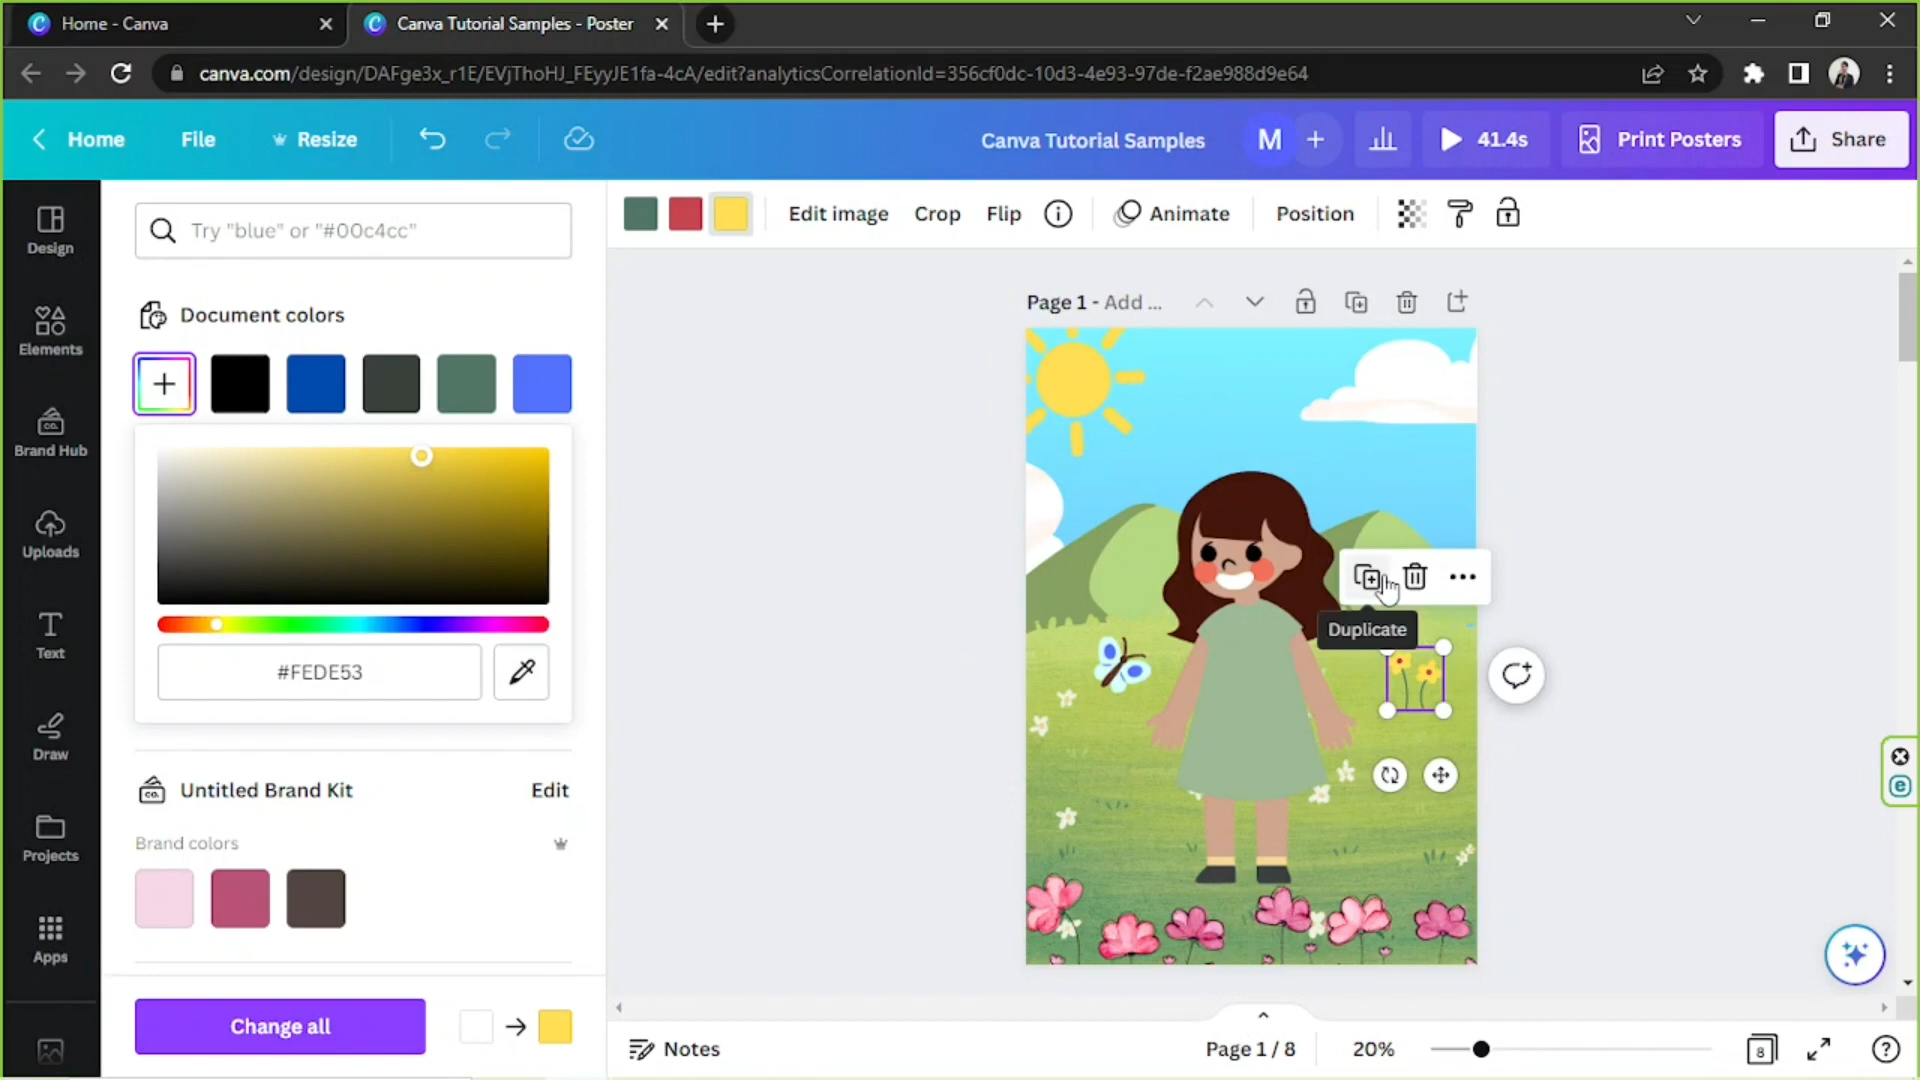 Home - Canva
Canva Tutorial Samples - Poster
canva.com/design/DAFge3x_r1E/EVjThoHJ_FEyyJE1fa-4cA/edit?analyticsCorrelationId=356cf0dc-10d3-4e93-97de-f2ae988d9e64
Home
File
Resize
Canva Tutorial Samples
M
41.4s
Print Posters
Share
Design
Elements
Brand Hub
Uploads
Text
Draw
Projects
Apps
Try "blue" or "#00c4cc"
Document colors
#FEDE53
CO.
Untitled Brand Kit
Edit
Brand colors
Change all
Edit image
Crop
Flip
Animate
Position
Page 1 - Add ...
Duplicate
Notes
Page 1 / 8
20%
8